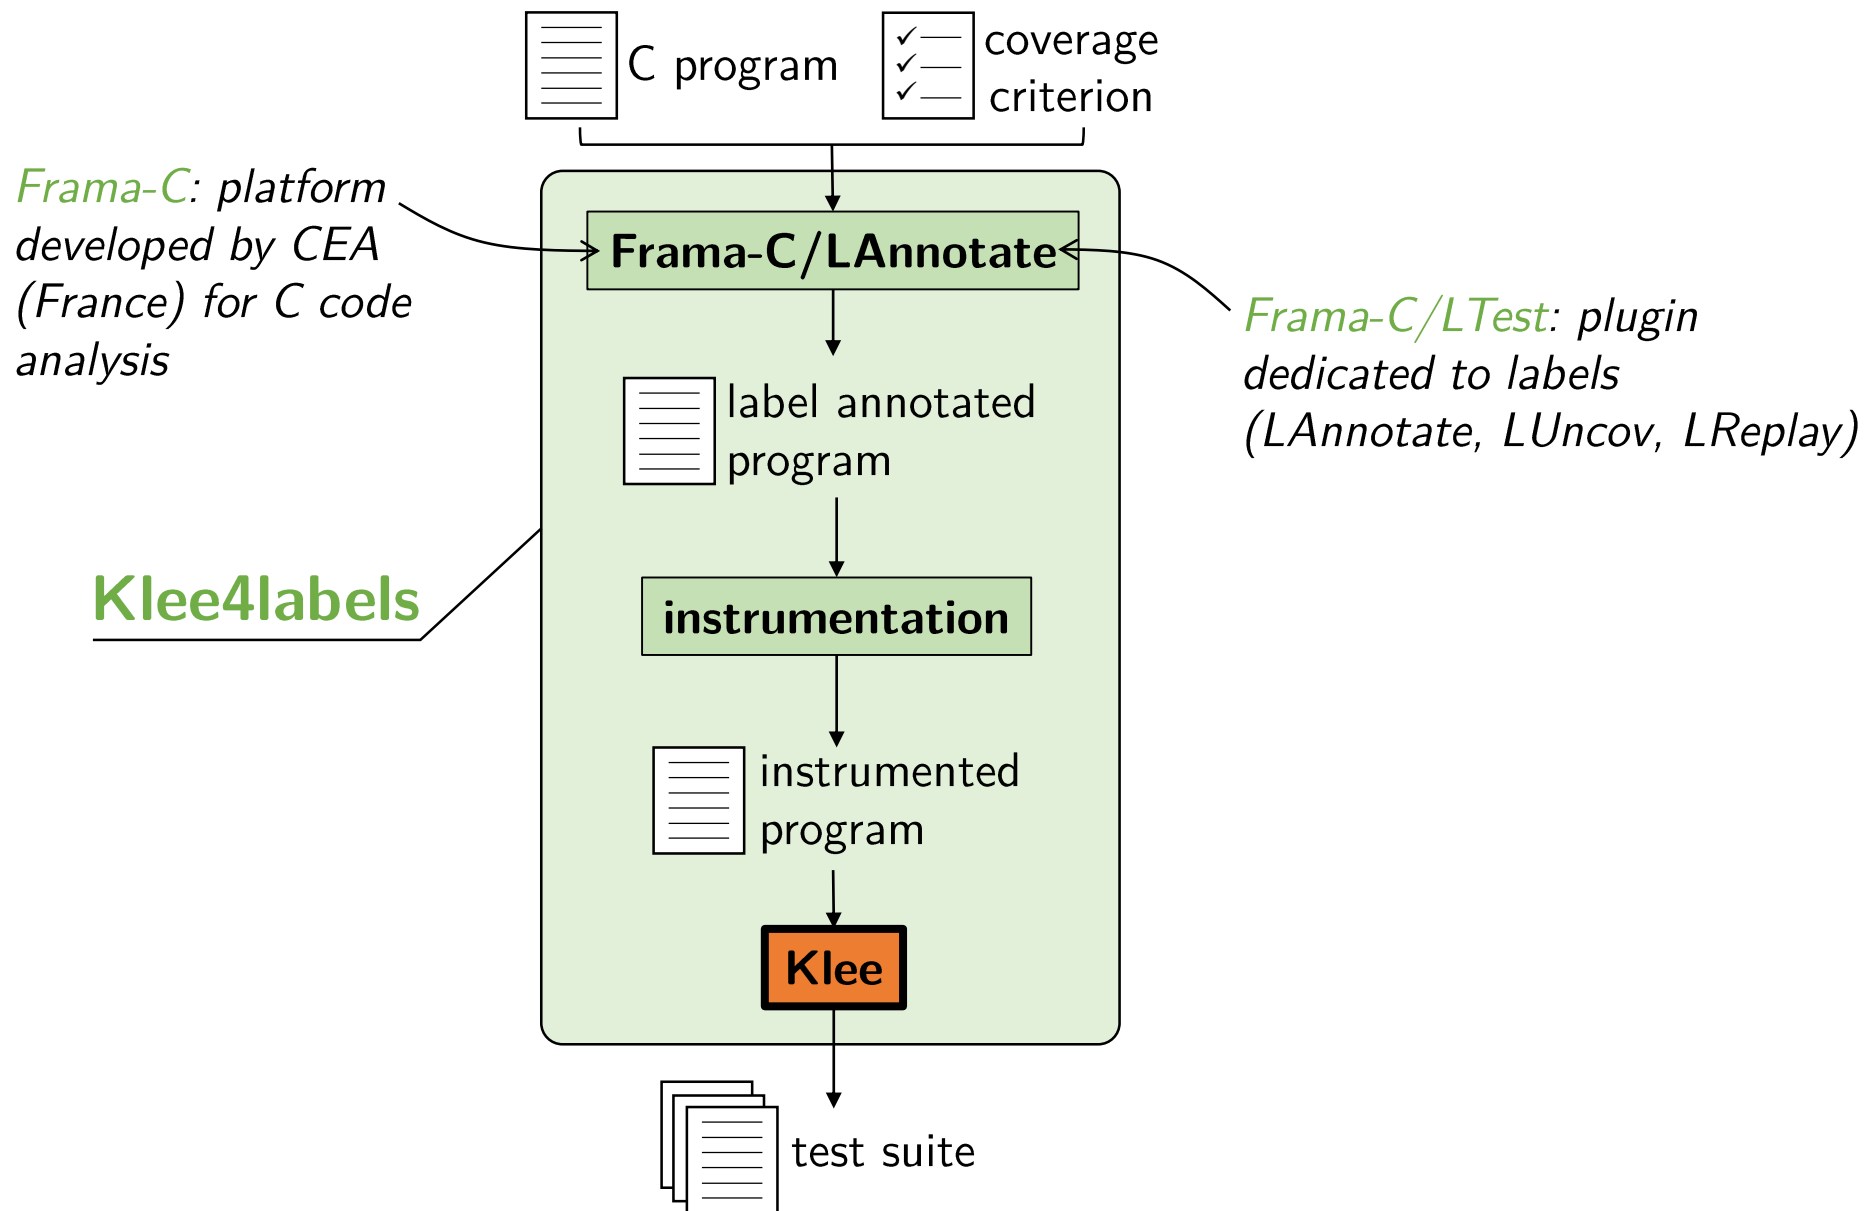 C program
coverage
criterion
Frama-C: platform
developed by CEA
(France) for C code
analysis
Frama-C/LAnnotate
Frama-C/LTest: plugin
dedicated to labels
(LAnnotate, LUncov, LReplay)
label annotated
program
Klee4labels
instrumentation
instrumented
program
Klee
test suite